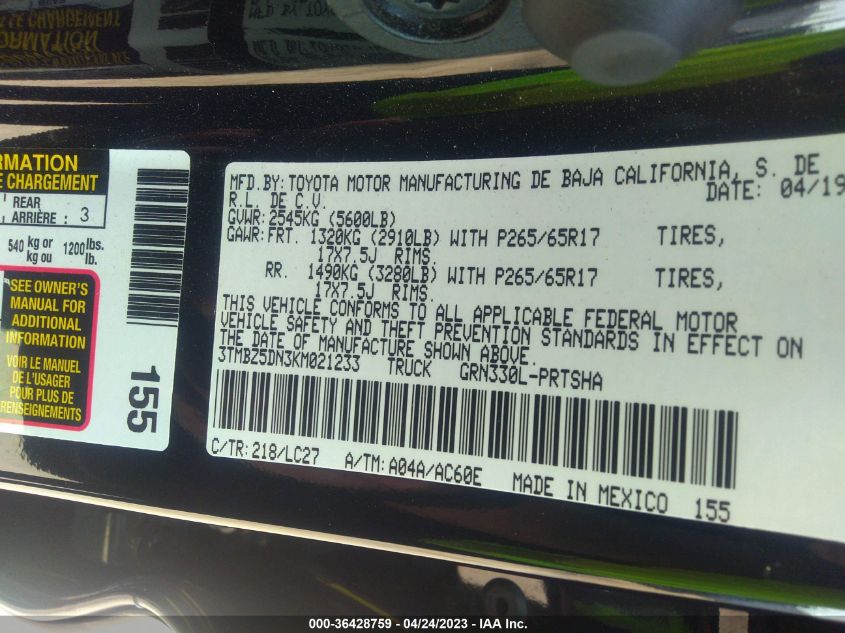 RMATION
E CHARGEMENT
REAR
ARRIÈRE : 3
540 kg or 1200 lbs.
kg ou lb.
SEE OWNER'S
MANUAL FOR
ADDITIONAL
INFORMATION
VOIR LE MANUEL
DE L'USAGER
POUR PLUS DE
RENSEIGNEMENTS
155
MFD.BY:TOYOTA MOTOR MANUFACTURING DE BAJA CALIFORNIA, S. DE
R.L. DE C.V. DATE: 04/19
GVWR:2545KG (5600LB)
GAWR:FRT. 1320KG (2910LB) WITH P265/65R17 TIRES,
17X7.5J RIMS.
RR. 1490KG (3280LB) WITH P265/65R17 TIRES,
17X7.5J RIMS.
THIS VEHICLE CONFORMS TO ALL APPLICABLE FEDERAL MOTOR
VEHICLE SAFETY AND THEFT PREVENTION STANDARDS IN EFFECT ON
THE DATE OF MANUFACTURE SHOWN ABOVE.
3TMBZ5DN3KM021233 TRUCK GRN330L-PRTSHA
C/TR:218/LC27 A/TM:A04A/AC60E MADE IN MEXICO 155
000-36428759 - 04/24/2023 - IAA Inc.